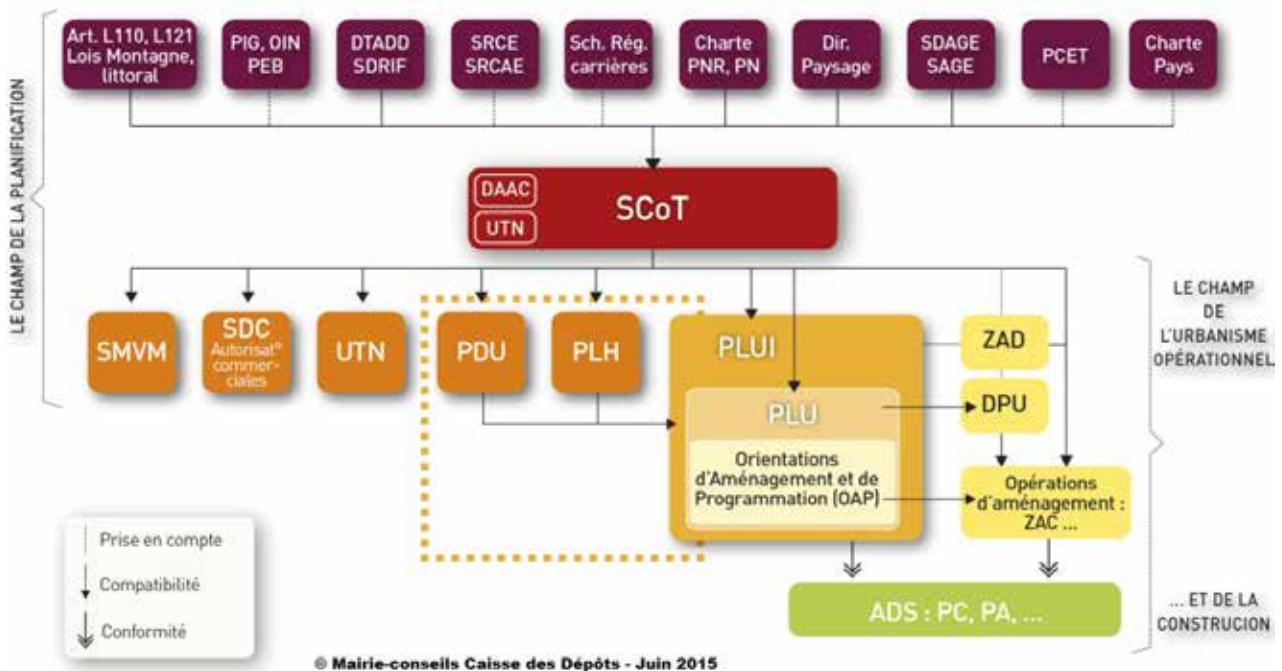 Art. L110, L121
Lois Montagne,
littoral
PIG, OIN
PEB
DTADD
SDRIF
SRCE
SRCAE
Sch. Rég.
carrières
Charte
PNR, PN
Dir.
Paysage
SDAGE
SAGE
PCET
Charte
Pays
LE CHAMP DE LA PLANIFICATION
DAAC
UTN
SCoT
SMVM
SDC
Autorisat°
commer-
ciales
UTN
PDU
PLH
PLUI
PLU
Orientations
d'Aménagement et de
Programmation (OAP)
ZAD
DPU
Opérations
d'aménagement :
ZAC ...
LE CHAMP
DE
L'URBANISME
OPÉRATIONNEL
Prise en compte
Compatibilité
Conformité
ADS : PC, PA, ...
... ET DE LA
CONSTRUCION
© Mairie-conseils Caisse des Dépôts - Juin 2015